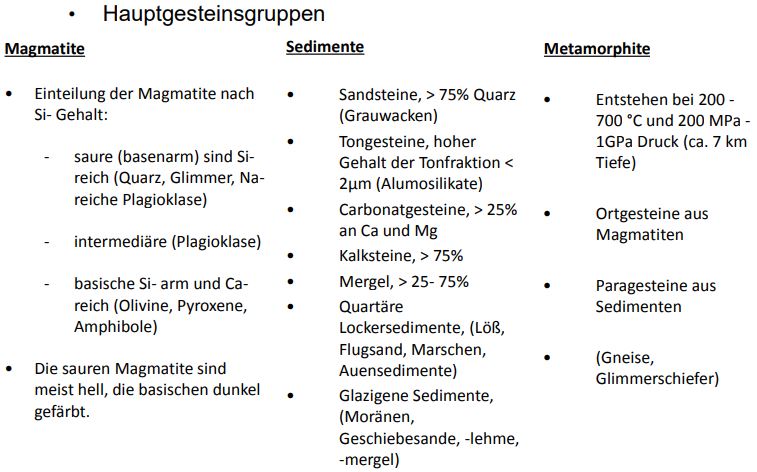 • Hauptgesteinsgruppen
Magmatite
• Einteilung der Magmatite nach
Si- Gehalt:
- saure (basenarm) sind Si-
reich (Quarz, Glimmer, Na-
reiche Plagioklase)
- intermediäre (Plagioklase)
- basische Si- arm und Ca-
reich (Olivine, Pyroxene,
Amphibole)
• Die sauren Magmatite sind
meist hell, die basischen dunkel
gefärbt.
Sedimente
• Sandsteine, > 75% Quarz
(Grauwacken)
• Tongesteine, hoher
Gehalt der Tonfraktion <
2µm (Alumosilikate)
• Carbonatgesteine, > 25%
an Ca und Mg
• Kalksteine, > 75%
• Mergel, > 25- 75%
• Quartäre
Lockersedimente, (Löß,
Flugsand, Marschen,
Auensedimente)
• Glazigene Sedimente,
(Moränen,
Geschiebesande, -lehme,
-mergel)
Metamorphite
• Entstehen bei 200 -
700 °C und 200 MPa -
1GPa Druck (ca. 7 km
Tiefe)
• Ortgesteine aus
Magmatiten
• Paragesteine aus
Sedimenten
• (Gneise,
Glimmerschiefer)